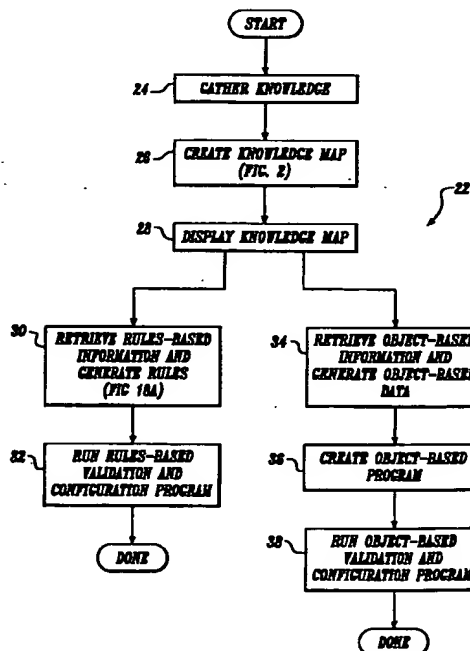 START
24
GATHER KNOWLEDGE
26
CREATE KNOWLEDGE MAP
(FIG. 2)
22
28
DISPLAY KNOWLEDGE MAP
30
RETRIEVE RULES-BASED
INFORMATION AND
GENERATE RULES
(FIG 18A)
34
RETRIEVE OBJECT-BASED
INFORMATION AND
GENERATE OBJECT-BASED
DATA
32
RUN RULES-BASED
VALIDATION AND
CONFIGURATION PROGRAM
36
CREATE OBJECT-BASED
PROGRAM
DONE
38
RUN OBJECT-BASED
VALIDATION AND
CONFIGURATION PROGRAM
DONE